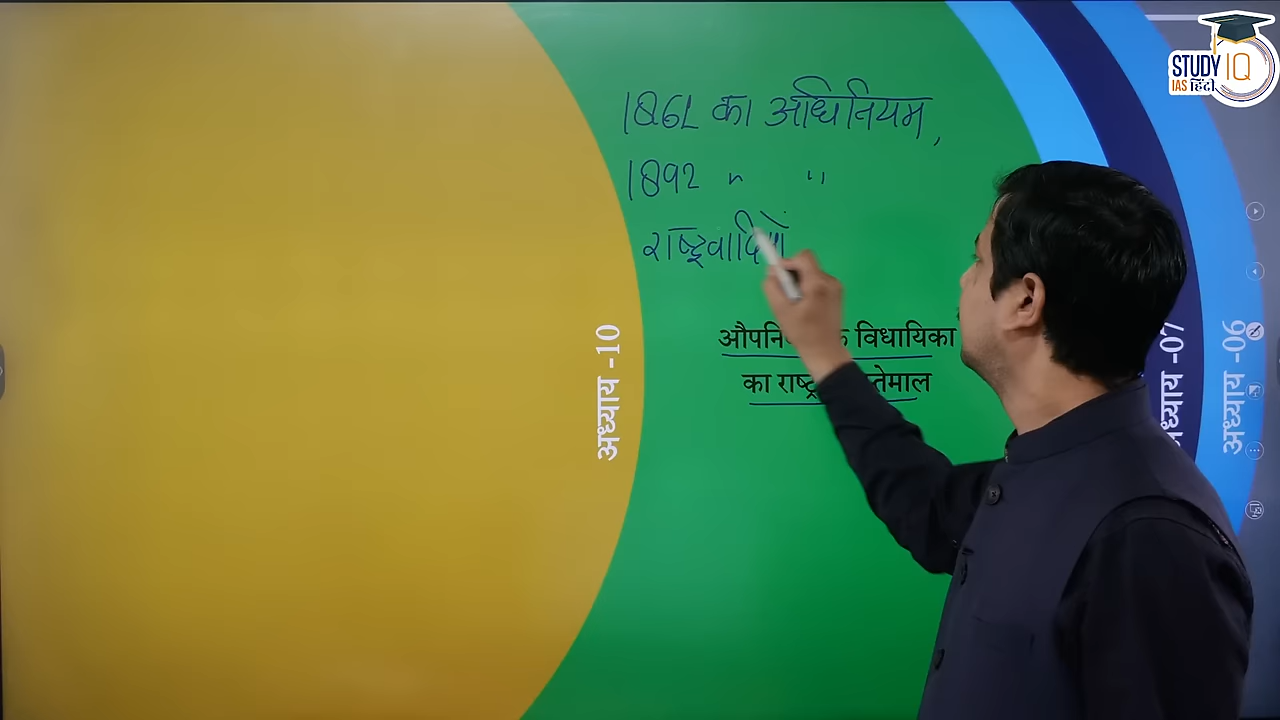 1861 का अधिनियम,
1892 " "
राष्ट्रवादियों
विधायिका
का
अध्याय -10
अध्याय -07
अध्याय -06
STUDY IQ
IAS हिंदी